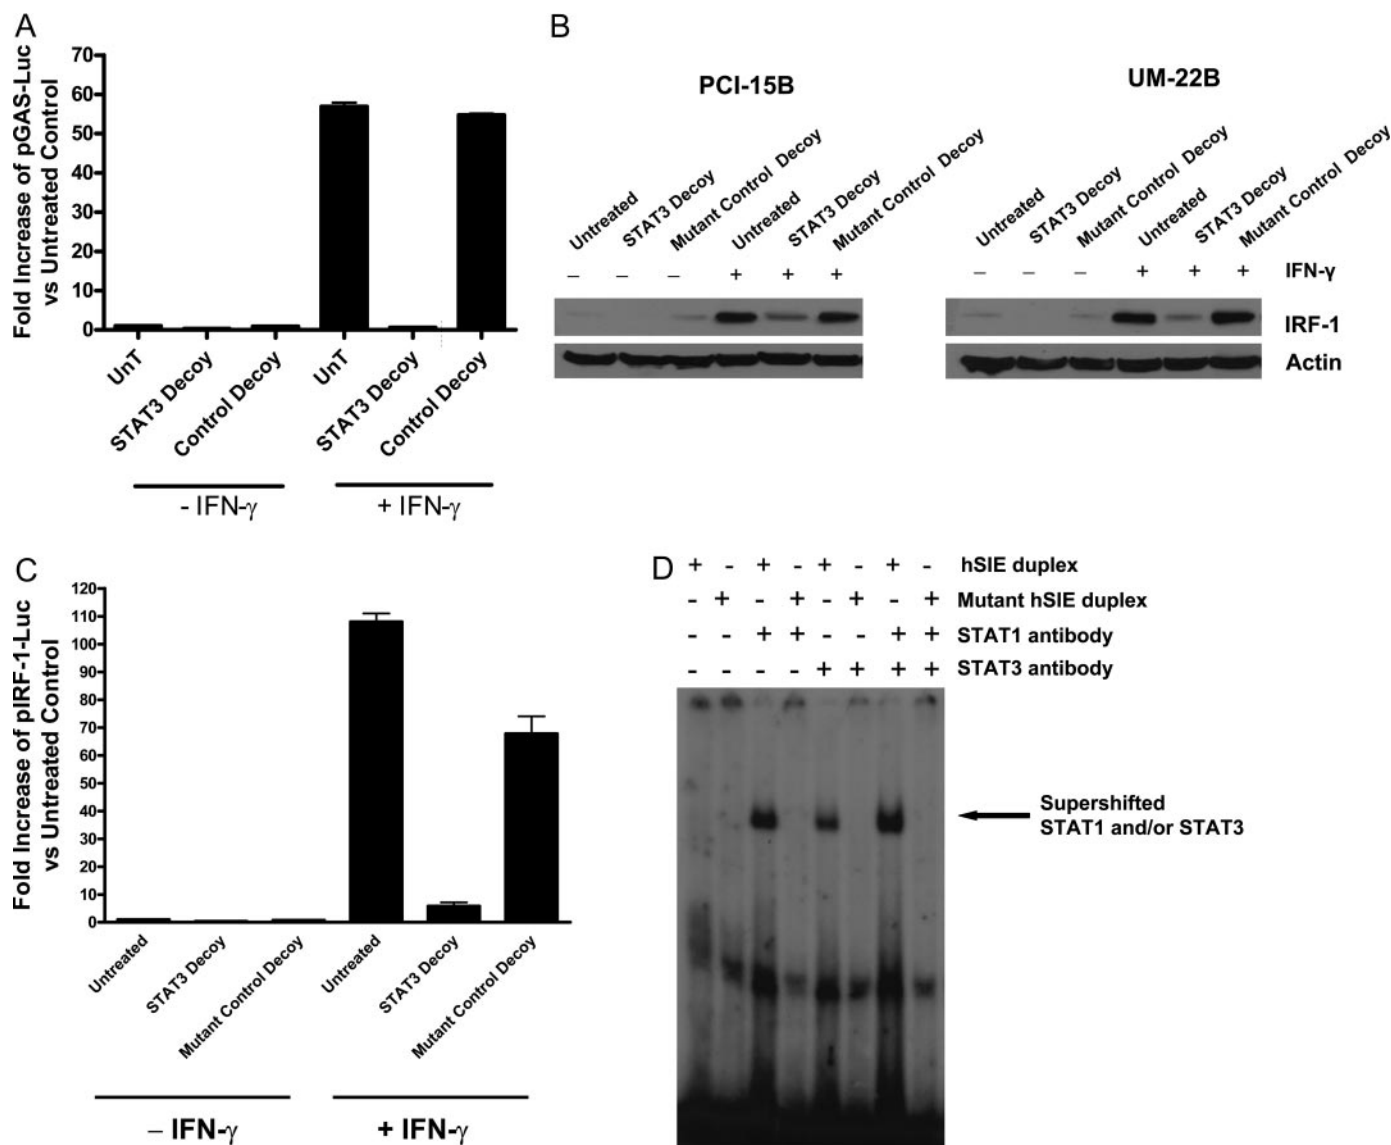 A
Fold Increase of pGAS-Luc
vs Untreated Control
70
60
50
40
30
20
10
0
UnT
STAT3 Decoy
Control Decoy
UnT
STAT3 Decoy
Control Decoy
- IFN-γ
+ IFN-γ
B
PCI-15B
UM-22B
Untreated
STAT3 Decoy
Mutant Control Decoy
Untreated
STAT3 Decoy
Mutant Control Decoy
Untreated
STAT3 Decoy
Mutant Control Decoy
Untreated
STAT3 Decoy
Mutant Control Decoy
– – – + + + – – – + + + IFN-γ
IRF-1
Actin
C
Fold Increase of pIRF-1-Luc
vs Untreated Control
120
110
100
90
80
70
60
50
40
30
20
10
0
Untreated
STAT3 Decoy
Mutant Control Decoy
Untreated
STAT3 Decoy
Mutant Control Decoy
– IFN-γ
+ IFN-γ
D
+ - + - + - + - hSIE duplex
- + - + - + - + Mutant hSIE duplex
- - + + - - + + STAT1 antibody
- - - - + + + + STAT3 antibody
Supershifted
STAT1 and/or STAT3